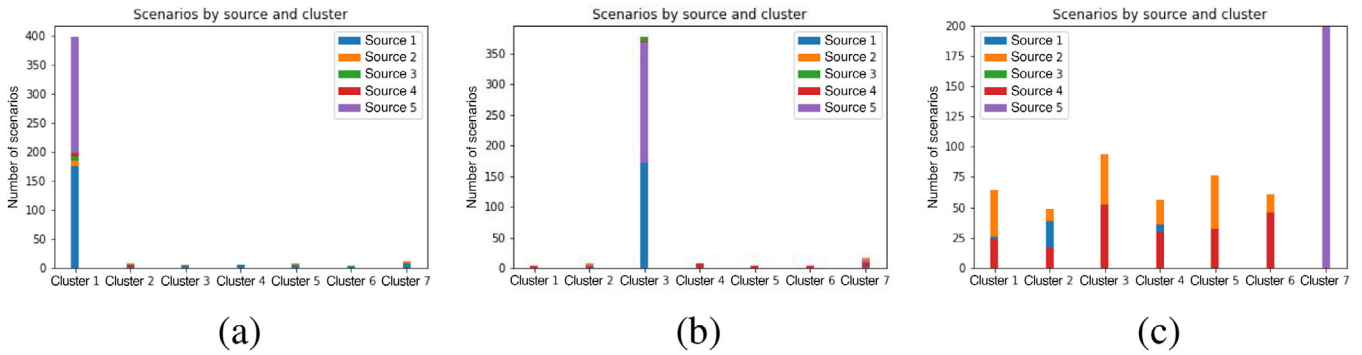 Scenarios by source and cluster
Number of scenarios
400
350
300
250
200
150
100
50
0
Source 1
Source 2
Source 3
Source 4
Source 5
Cluster 1 Cluster 2 Cluster 3 Cluster 4 Cluster 5 Cluster 6 Cluster 7
(a)
Scenarios by source and cluster
Number of scenarios
350
300
250
200
150
100
50
0
Source 1
Source 2
Source 3
Source 4
Source 5
Cluster 1 Cluster 2 Cluster 3 Cluster 4 Cluster 5 Cluster 6 Cluster 7
(b)
Scenarios by source and cluster
Number of scenarios
200
175
150
125
100
75
50
25
0
Source 1
Source 2
Source 3
Source 4
Source 5
Cluster 1 Cluster 2 Cluster 3 Cluster 4 Cluster 5 Cluster 6 Cluster 7
(c)